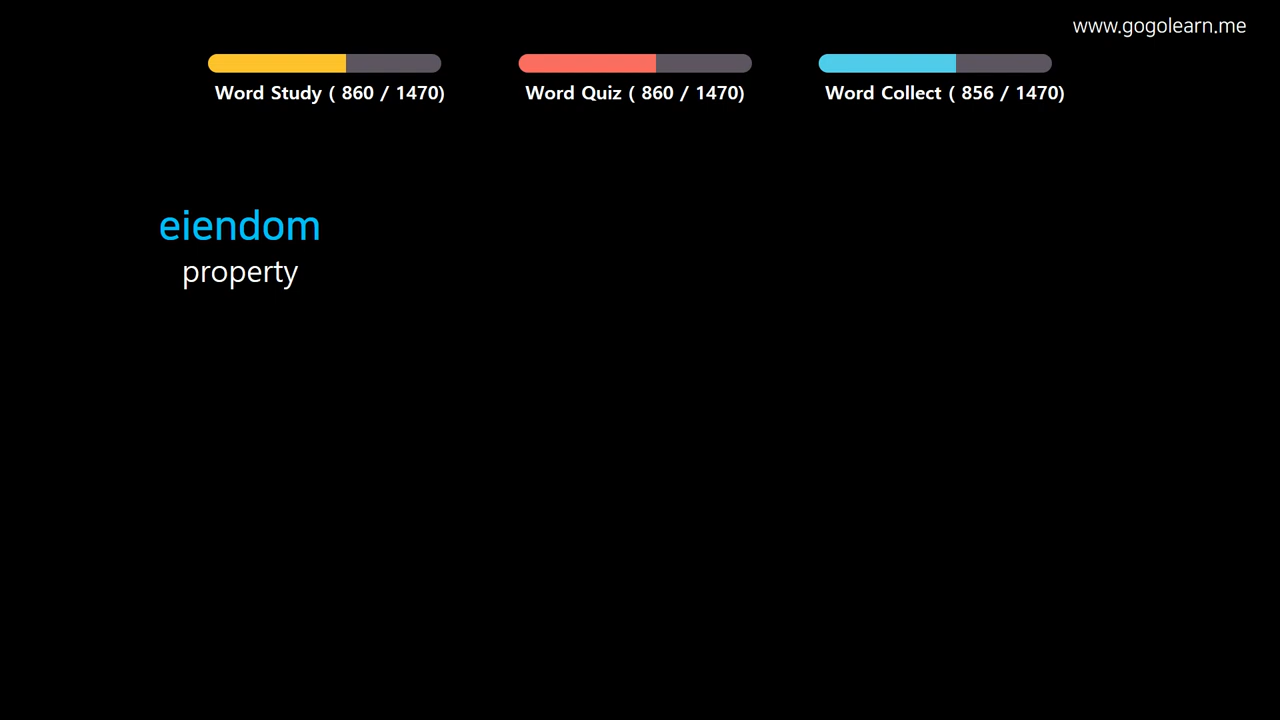 www.gogolearn.me
Word Study ( 860 / 1470)
Word Quiz ( 860 / 1470)
Word Collect ( 856 / 1470)
eiendom
property